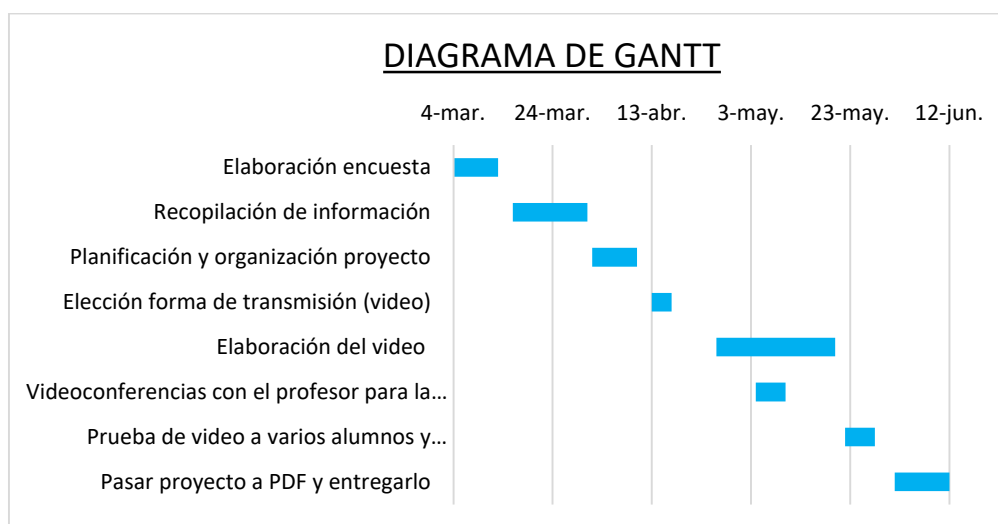 DIAGRAMA DE GANTT
4-mar. 24-mar. 13-abr. 3-may. 23-may. 12-jun.
Elaboración encuesta
Recopilación de información
Planificación y organización proyecto
Elección forma de transmisión (video)
Elaboración del video
Videoconferencias con el profesor para la...
Prueba de video a varios alumnos y...
Pasar proyecto a PDF y entregarlo